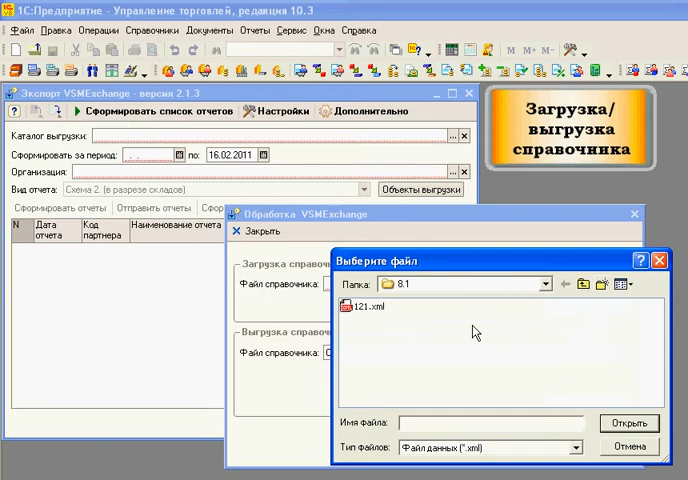 1С:Предприятие - Управление торговлей, редакция 10.3
Файл Правка Операции Справочники Документы Отчеты Сервис Окна Справка
M M+ M-
Экспорт VSMExchange - версия 2.1.3
Сформировать список отчетов Настройки Дополнительно
Каталог выгрузки:
Сформировать за период: . . по: 16.02.2011
Организация:
Вид отчета: Схема 2. (в разрезе складов) Объекты выгрузки
Сформировать отчеты Отправить отчеты Сфор
N Дата отчета Код партнера Наименование отчета
Загрузка/
выгрузка
справочника
Обработка VSMExchange
Закрыть
Загрузка справоч
Файл справочника:
Выгрузка справо
Файл справочника:
Выберите файл
Папка: 8.1
121.xml
Имя файла: Открыть
Тип файлов: Файл данных (*.xml) Отмена